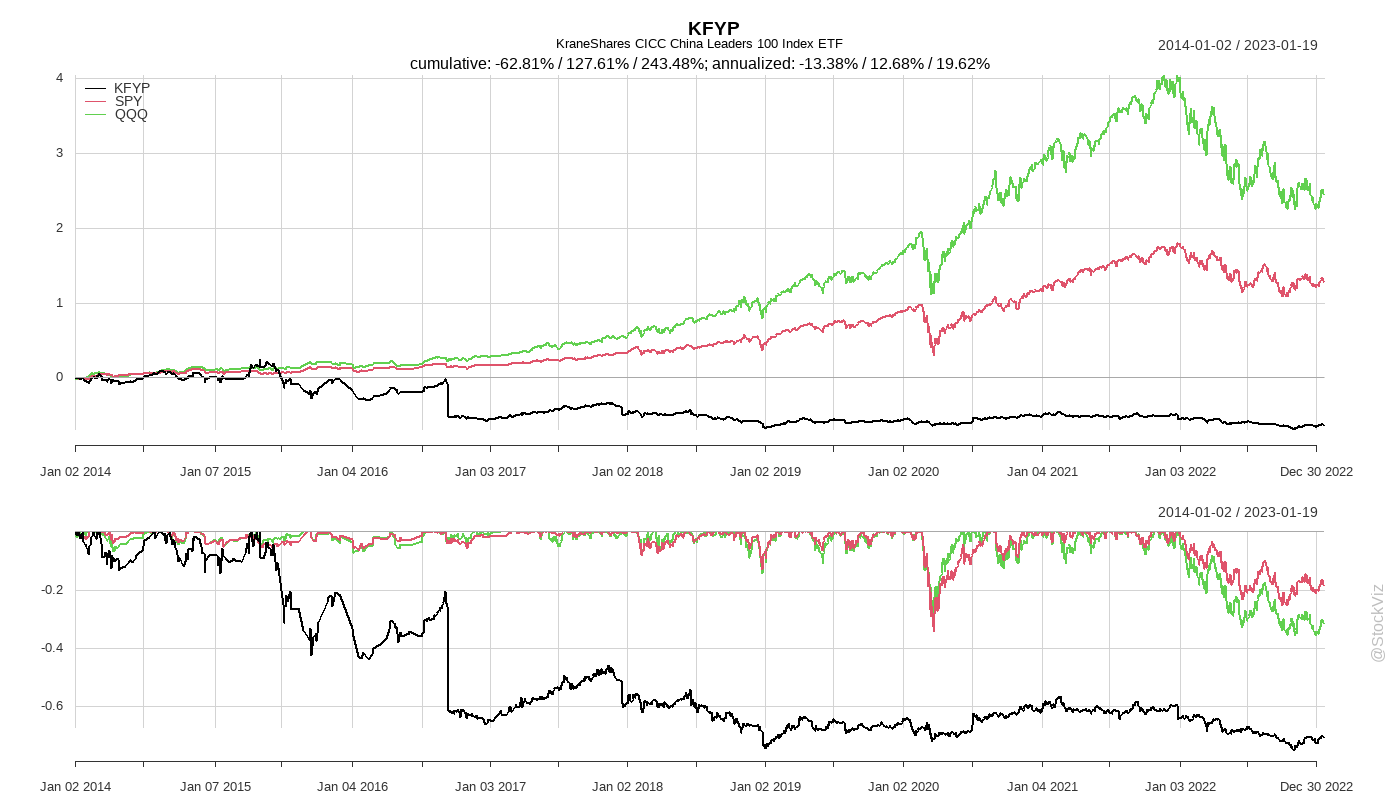 KFYP
KraneShares CICC China Leaders 100 Index ETF
2014-01-02 / 2023-01-19
cumulative: -62.81% / 127.61% / 243.48%; annualized: -13.38% / 12.68% / 19.62%
KFYP
SPY
QQQ
4
3
2
1
0
Jan 02 2014 Jan 07 2015 Jan 04 2016 Jan 03 2017 Jan 02 2018 Jan 02 2019 Jan 02 2020 Jan 04 2021 Jan 03 2022 Dec 30 2022
2014-01-02 / 2023-01-19
-0.2
-0.4
-0.6
Jan 02 2014 Jan 07 2015 Jan 04 2016 Jan 03 2017 Jan 02 2018 Jan 02 2019 Jan 02 2020 Jan 04 2021 Jan 03 2022 Dec 30 2022
@StockViz